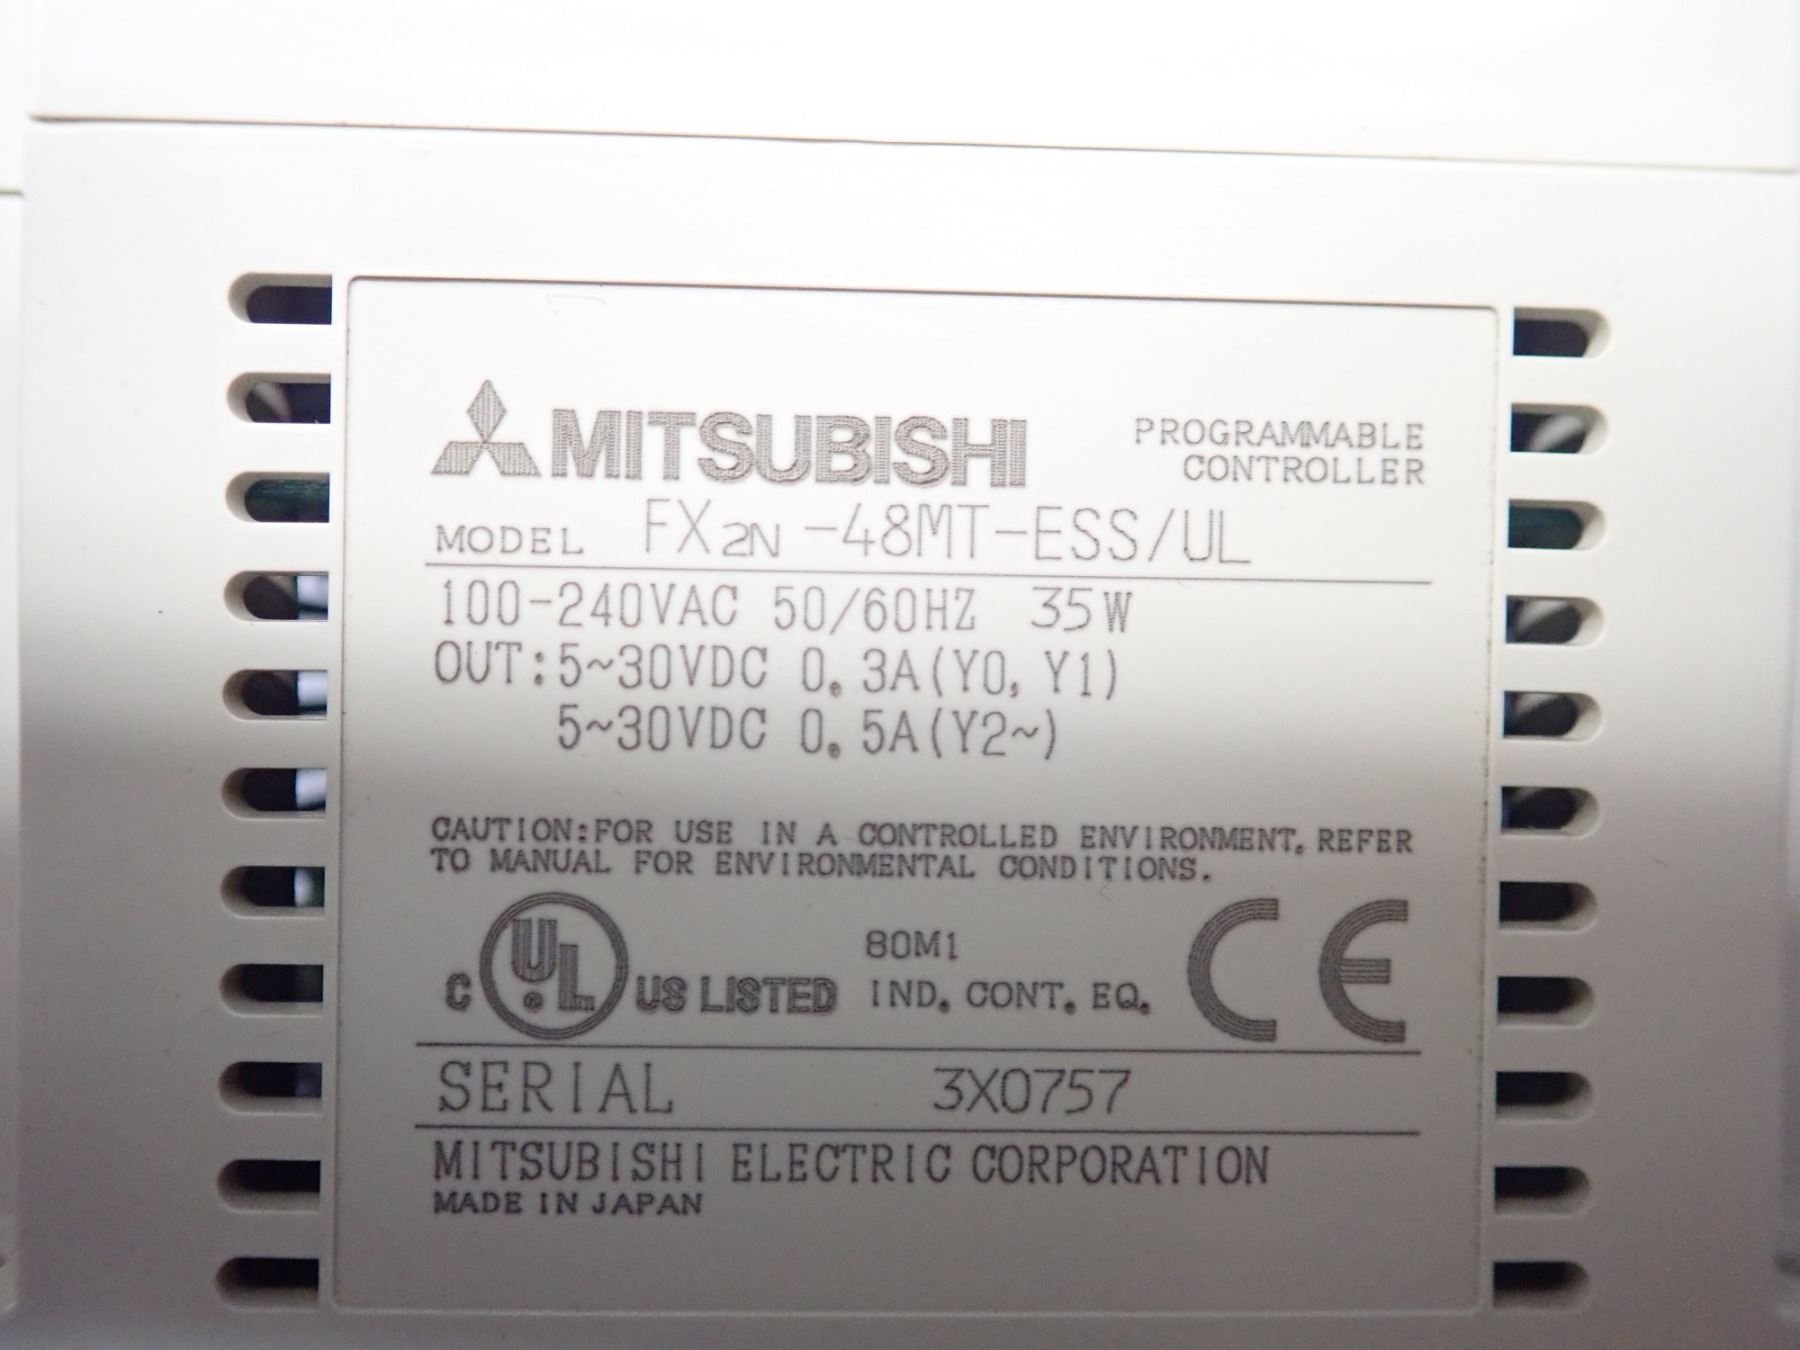 MITSUBISHI
PROGRAMMABLE
CONTROLLER
MODEL FX2N-48MT-ESS/UL
100-240VAC 50/60HZ 35W
OUT:5~30VDC 0.3A(Y0,Y1)
5~30VDC 0.5A(Y2~)
CAUTION:FOR USE IN A CONTROLLED ENVIRONMENT. REFER
TO MANUAL FOR ENVIRONMENTAL CONDITIONS.
C UL US LISTED
80M1
IND. CONT. EQ.
CE
SERIAL 3X0757
MITSUBISHI ELECTRIC CORPORATION
MADE IN JAPAN